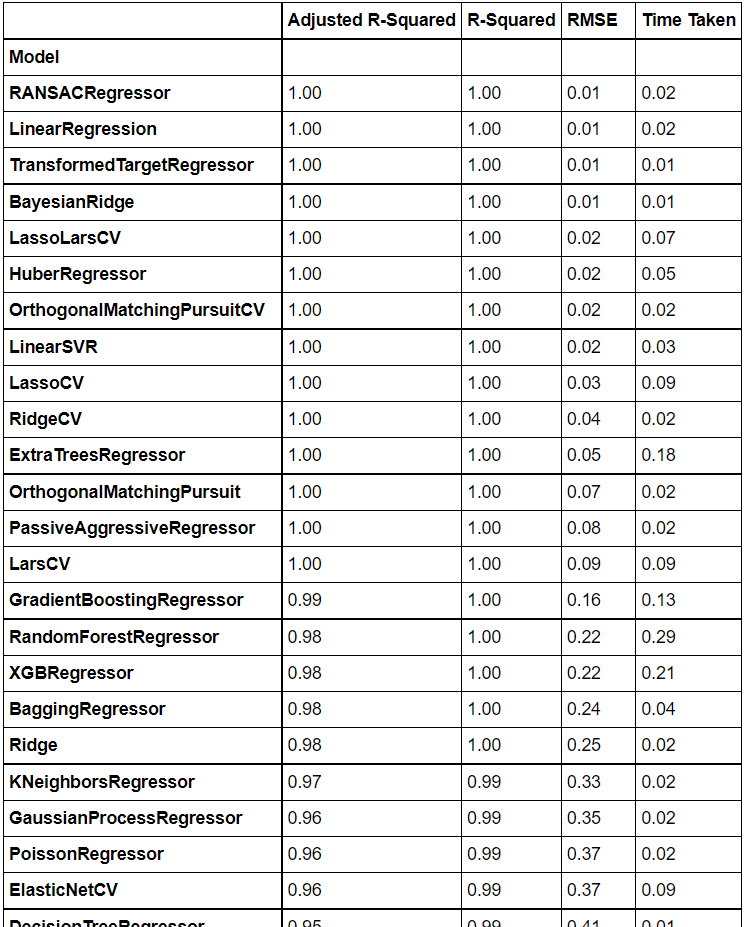 Adjusted R-Squared R-Squared RMSE Time Taken
Model
RANSACRegressor 1.00 1.00 0.01 0.02
LinearRegression 1.00 1.00 0.01 0.02
TransformedTargetRegressor 1.00 1.00 0.01 0.01
BayesianRidge 1.00 1.00 0.01 0.01
LassoLarsCV 1.00 1.00 0.02 0.07
HuberRegressor 1.00 1.00 0.02 0.05
OrthogonalMatchingPursuitCV 1.00 1.00 0.02 0.02
LinearSVR 1.00 1.00 0.02 0.03
LassoCV 1.00 1.00 0.03 0.09
RidgeCV 1.00 1.00 0.04 0.02
ExtraTreesRegressor 1.00 1.00 0.05 0.18
OrthogonalMatchingPursuit 1.00 1.00 0.07 0.02
PassiveAggressiveRegressor 1.00 1.00 0.08 0.02
LarsCV 1.00 1.00 0.09 0.09
GradientBoostingRegressor 0.99 1.00 0.16 0.13
RandomForestRegressor 0.98 1.00 0.22 0.29
XGBRegressor 0.98 1.00 0.22 0.21
BaggingRegressor 0.98 1.00 0.24 0.04
Ridge 0.98 1.00 0.25 0.02
KNeighborsRegressor 0.97 0.99 0.33 0.02
GaussianProcessRegressor 0.96 0.99 0.35 0.02
PoissonRegressor 0.96 0.99 0.37 0.02
ElasticNetCV 0.96 0.99 0.37 0.09
DecisionTreeRegressor 0.95 0.99 0.41 0.01